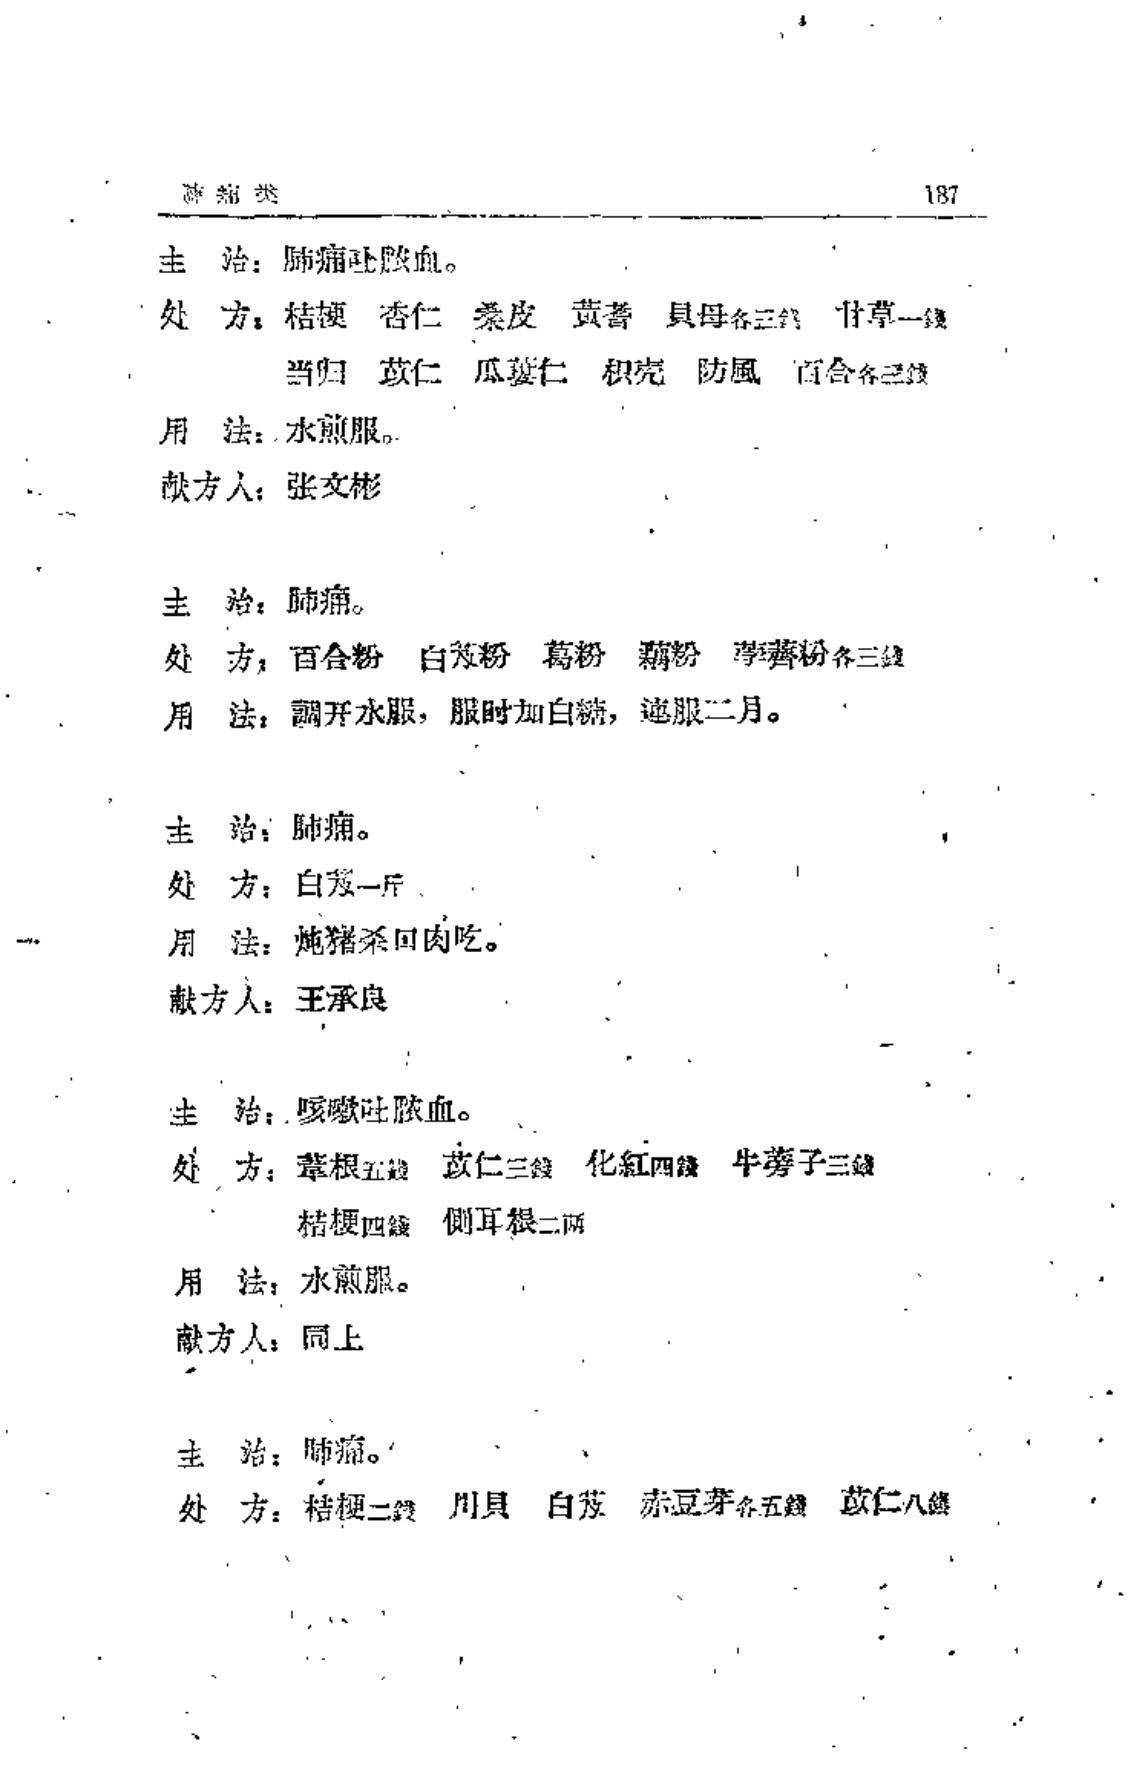 肺痈类 187
主　治：肺痈吐脓血。
处　方：桔梗　杏仁　桑皮　黃蓍　貝母各三錢　甘草一錢
当归　苡仁　瓜蒌仁　枳壳　防風　百合各三錢
用　法：水煎服。
献方人：张文彬
主　治：肺痈。
处　方：百合粉　白芨粉　葛粉　藕粉　荸薺粉各三錢
用　法：調开水服，服时加白糖，連服二月。
主　治：肺痈。
处　方：白芨一斤
用　法：炖猪杀回肉吃。
献方人：王承良
主　治：咳嗽吐脓血。
处　方：葦根五錢　苡仁三錢　化紅四錢　牛蒡子三錢
桔梗四錢　側耳根二两
用　法：水煎服。
献方人：同上
主　治：肺痈。
处　方：桔梗二錢　川貝　白芨　赤豆芽各五錢　苡仁八錢